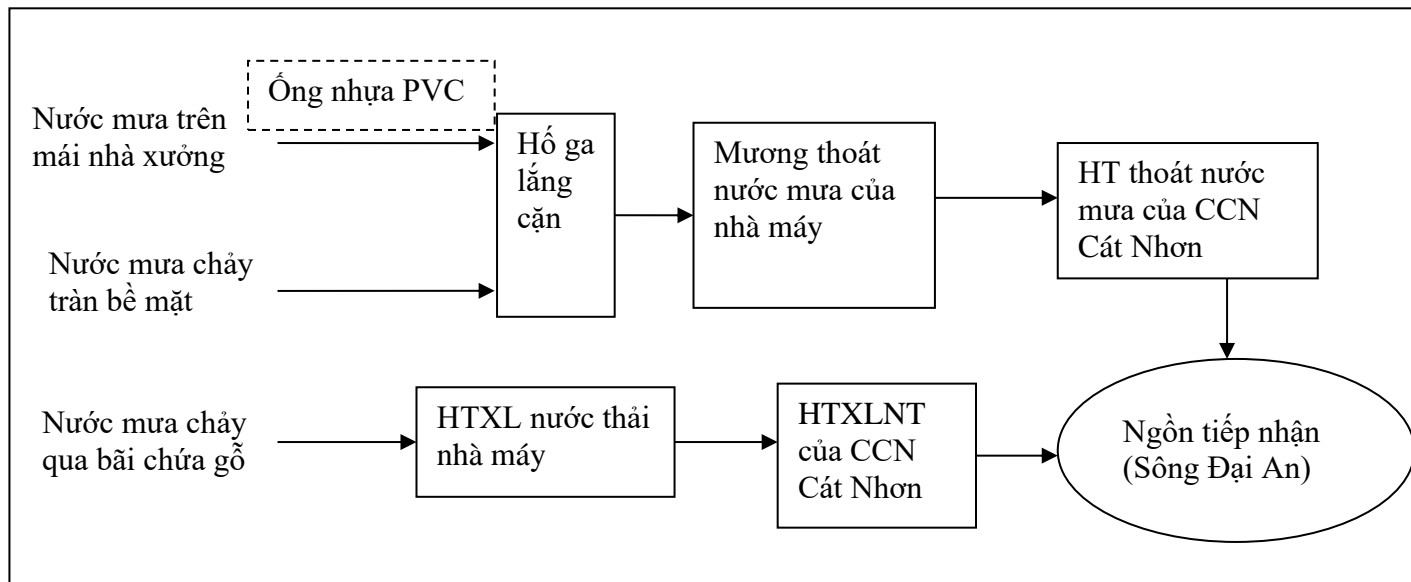 Ống nhựa PVC
Nước mưa trên
mái nhà xưởng
Hố ga
lắng
cặn
Mương thoát
nước mưa của
nhà máy
HT thoát nước
mưa của CCN
Cát Nhơn
Nước mưa chảy
tràn bề mặt
Nước mưa chảy
qua bãi chứa gỗ
HTXL nước thải
nhà máy
HTXLNT
của CCN
Cát Nhơn
Ngồn tiếp nhận
(Sông Đại An)